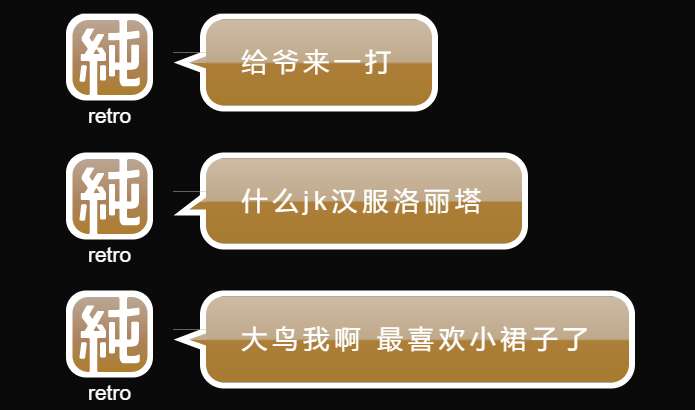 純
给爷来一打
retro
純
什么jk汉服洛丽塔
retro
純
大鸟我啊 最喜欢小裙子了
retro